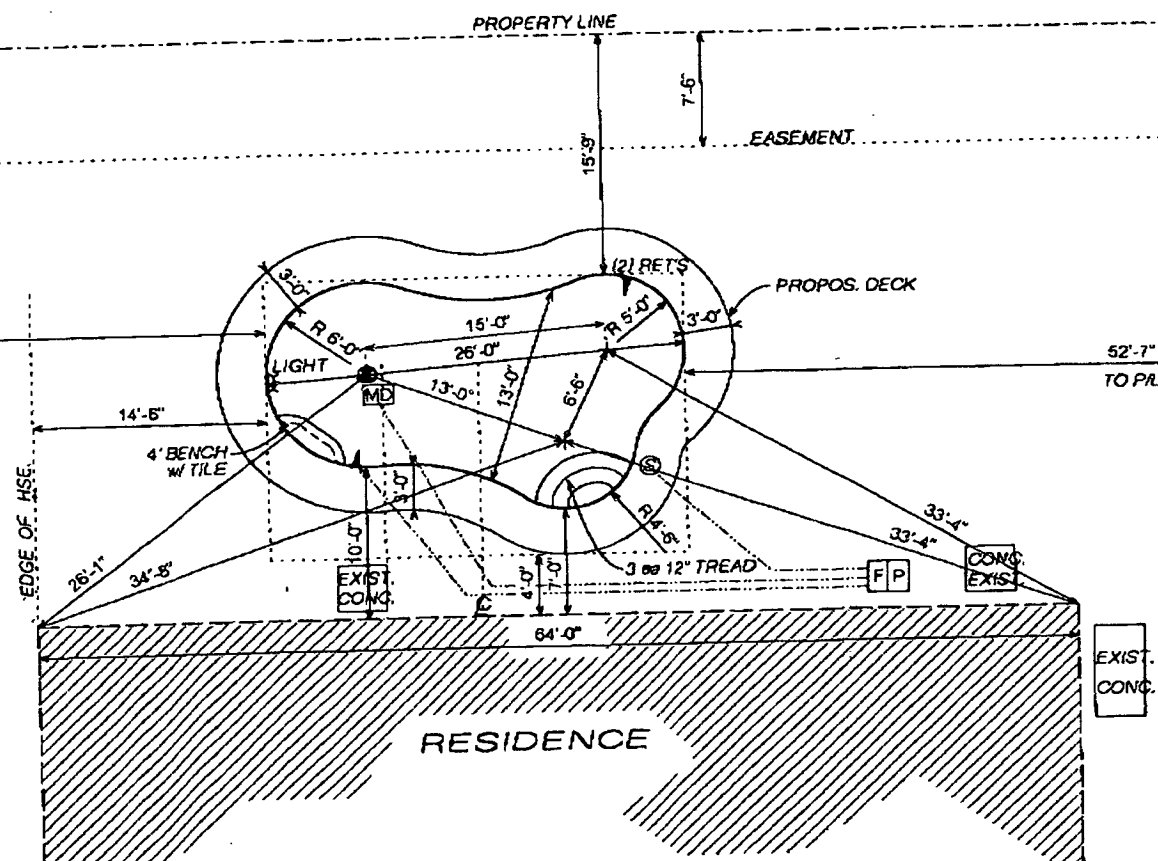 PROPERTY LINE
7'-6"
EASEMENT
15'-9"
(2) RET'S
PROPOS. DECK
3'-0"
R 5'-0"
3'-0"
15'-0"
R 6'-0"
26'-0"
52'-7"
TO P/L
LIGHT
13'-0"
13'-0"
6'-6"
MD
14'-6"
4' BENCH
W/ TILE
S
EDGE OF HSE.
3'-0"
10'-0"
33'-4"
33'-4"
26'-1"
34'-8"
EXIST.
CONC.
4'-0"
7'-0"
3 ea 12" TREAD
F P
CONC.
EXIST.
64'-0"
EXIST.
CONC.
RESIDENCE